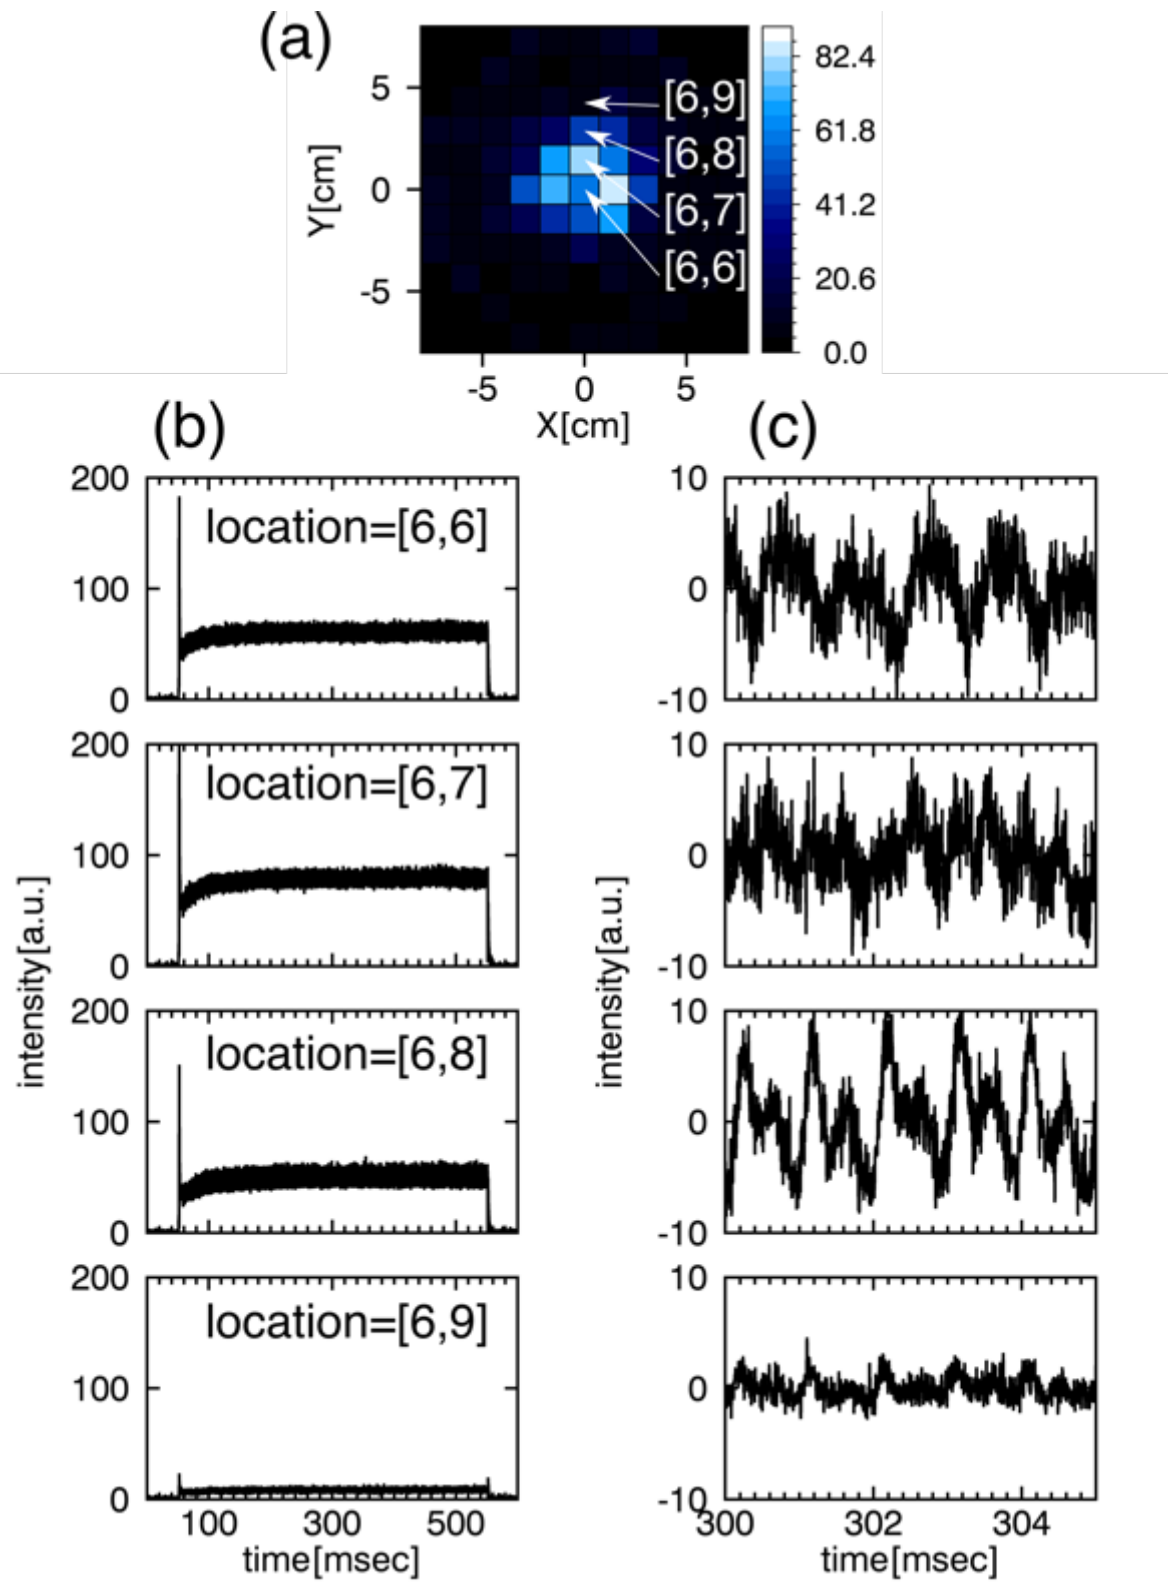 (a)
5
0
-5
Y[cm]
-5 0 5
X[cm]
[6,9]
[6,8]
[6,7]
[6,6]
82.4
61.8
41.2
20.6
0.0
(b)
200
100
0
location=[6,6]
200
100
0
location=[6,7]
200
100
0
location=[6,8]
200
100
0
location=[6,9]
intensity[a.u.]
100 300 500
time[msec]
(c)
10
0
-10
10
0
-10
10
0
-10
10
0
-10
intensity[a.u.]
300 302 304
time[msec]